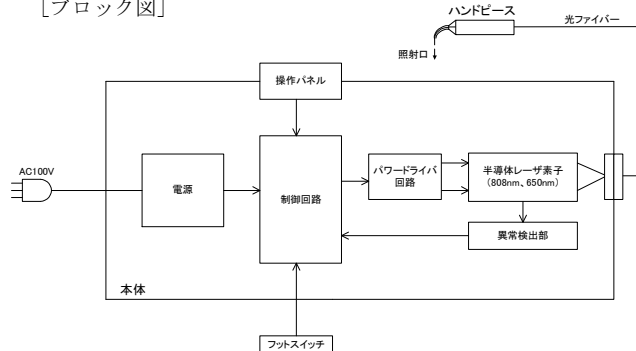 [ブロック図]
ハンドピース
光ファイバー
照射口
操作パネル
AC100V
電源
制御回路
パワードライバ
回路
半導体レーザ素子
(808nm、650nm)
異常検出部
本体
フットスイッチ